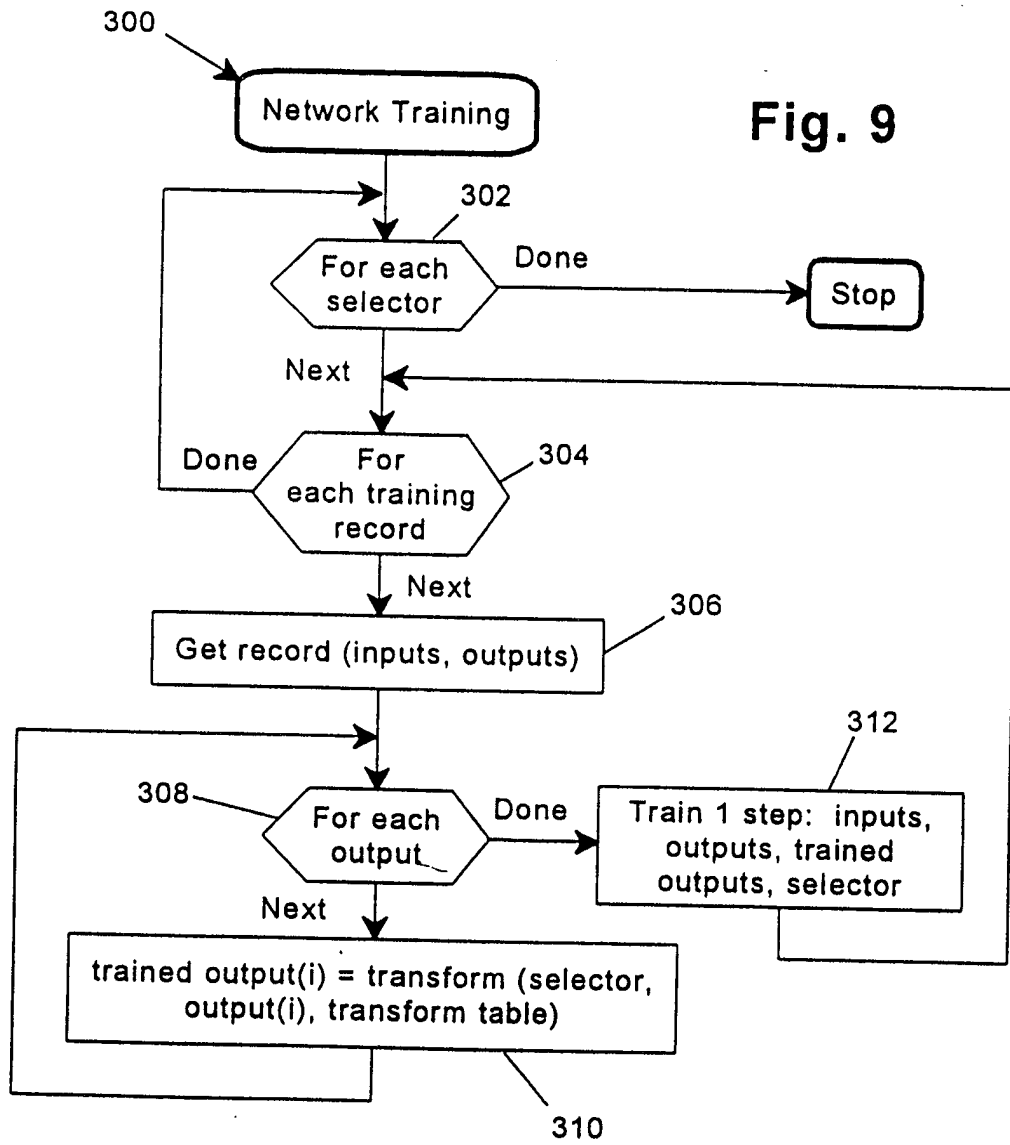 300
Network Training
Fig. 9
302
For each
selector
Done
Stop
Next
Done
For
each training
record
304
Next
306
Get record (inputs, outputs)
312
308
For each
output
Done
Train 1 step: inputs,
outputs, trained
outputs, selector
Next
trained output(i) = transform (selector,
output(i), transform table)
310